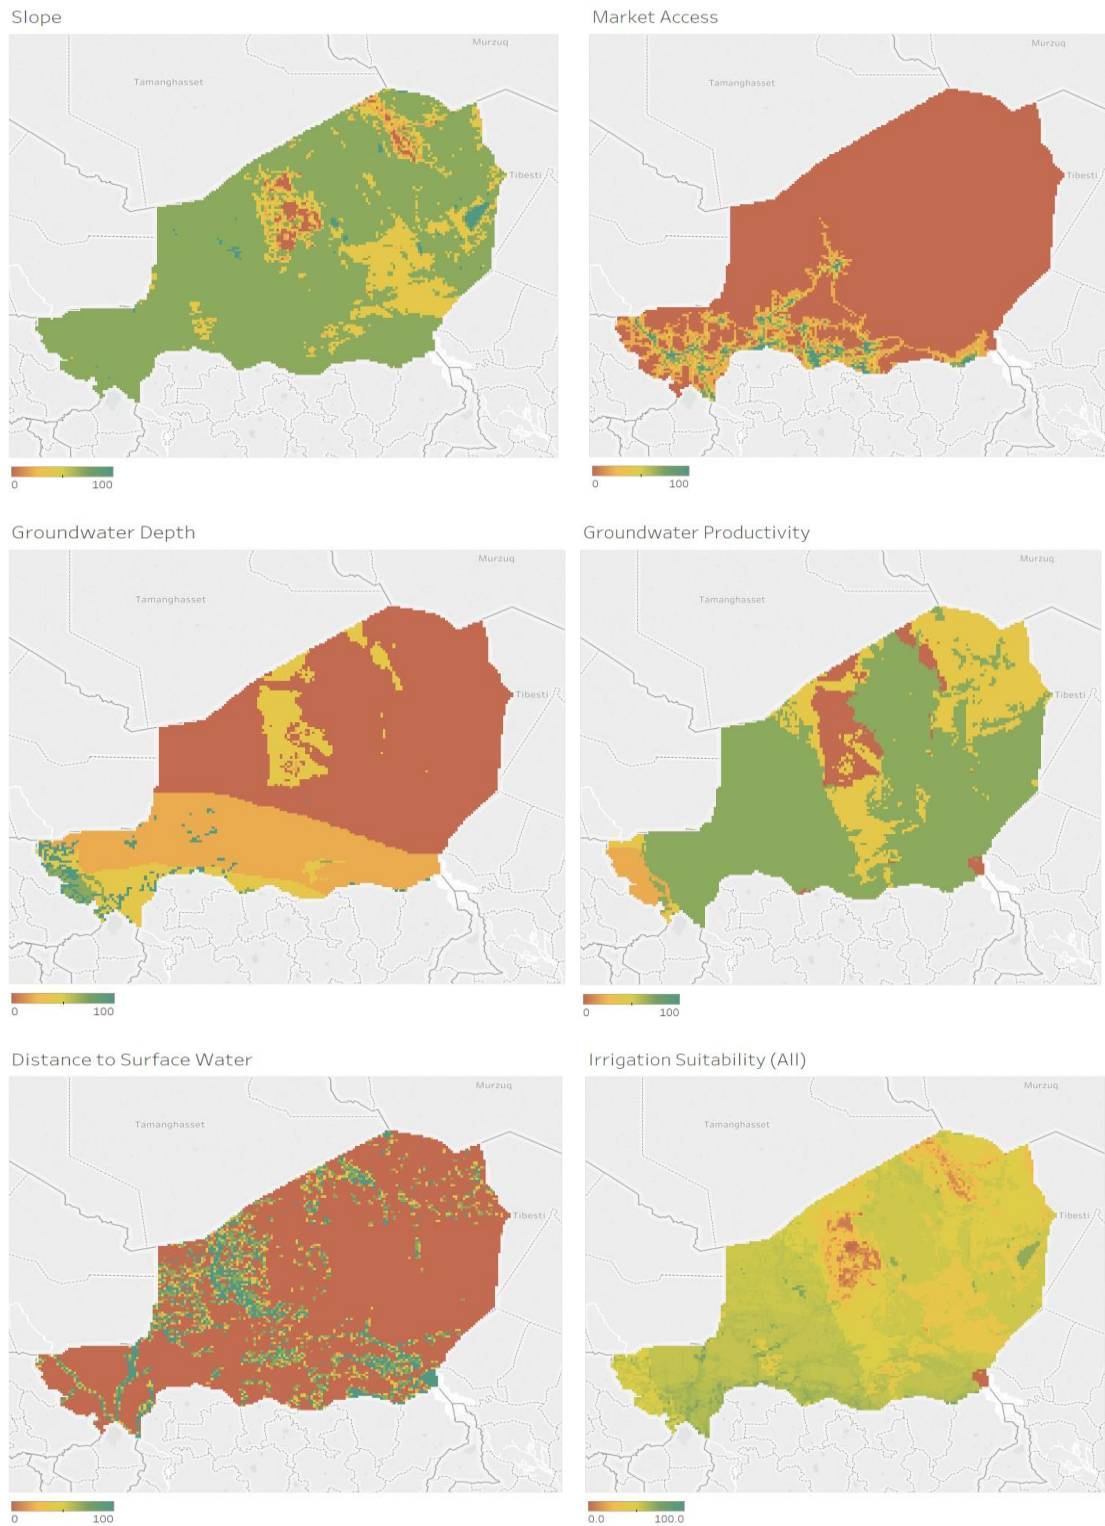 Slope
Market Access
Murzuq
Tamanghasset
Tibesti
Murzuq
Tamanghasset
Tibesti
0 100
0 100
Groundwater Depth
Groundwater Productivity
Murzuq
Tamanghasset
Tibesti
Murzuq
Tamanghasset
Tibesti
0 100
0 100
Distance to Surface Water
Irrigation Suitability (All)
Murzuq
Tamanghasset
Tibesti
Murzuq
Tamanghasset
Tibesti
0 100
0.0 100.0